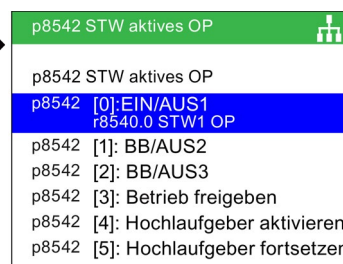 p8542 STW aktives OP
p8542 STW aktives OP
p8542 [0]:EIN/AUS1
r8540.0 STW1 OP
p8542 [1]: BB/AUS2
p8542 [2]: BB/AUS3
p8542 [3]: Betrieb freigeben
p8542 [4]: Hochlaufgeber aktivieren
p8542 [5]: Hochlaufgeber fortsetzen